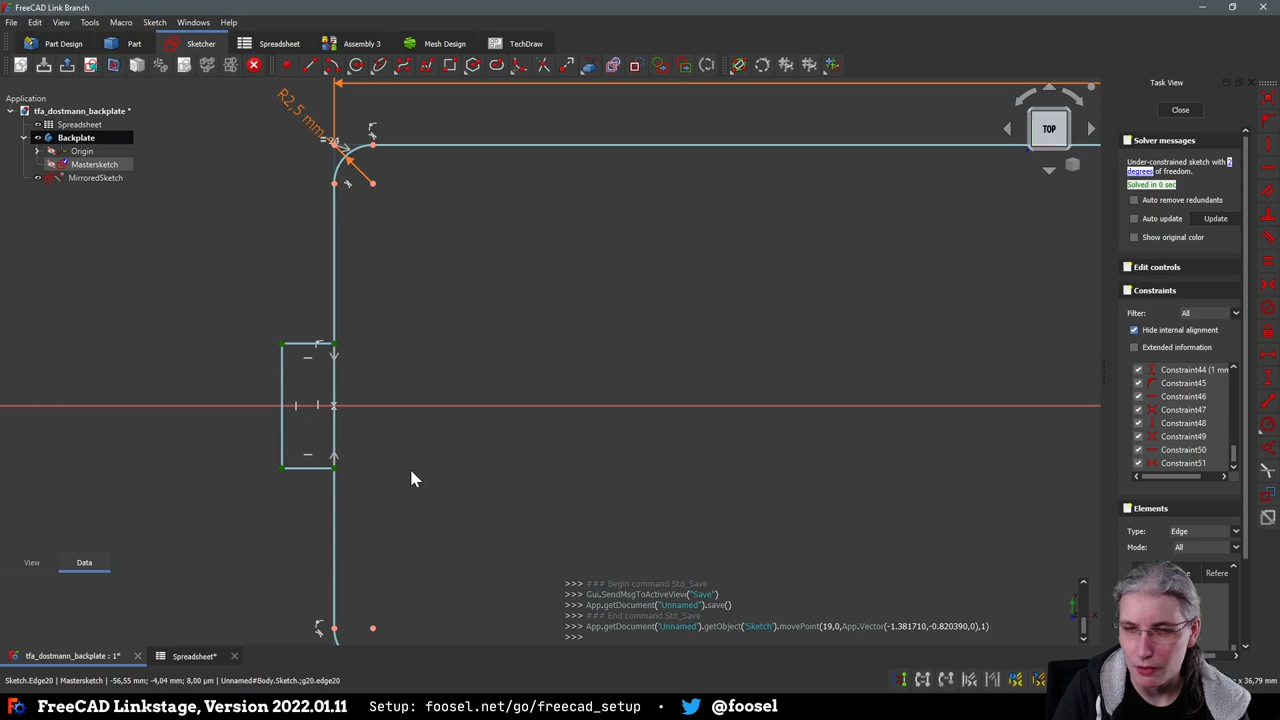 FreeCAD Link Branch
File Edit View Tools Macro Sketch Windows Help
Part Design Part Sketcher Spreadsheet Assembly 3 Mesh Design TechDraw
Application
tfa_dostmann_backplate *
Spreadsheet
Backplate
Origin
Mastersketch
MirroredSketch
R2,5 mm
TOP
Task View
Close
Solver messages
Under-constrained sketch with 2
degrees of freedom.
Solved in 0 sec
Auto remove redundants
Auto update Update
Show original color
Edit controls
Constraints
Filter: All
Hide internal alignment
Extended information
Constraint44 (1 mm
Constraint45
Constraint46
Constraint47
Constraint48
Constraint49
Constraint50
Constraint51
Elements
Type: Edge
Mode: All
Refere
View Data
>>> ### Begin command Std_Save
>>> Gui.SendMsgToActiveView("Save")
>>> App.getDocument("Unnamed").save()
>>> ### End command Std_Save
>>> App.getDocument("Unnamed").getObject('Sketch').movePoint(19,0,App.Vector(-1.381710,-0.820390,0),1)
>>>
tfa_dostmann_backplate : 1* Spreadsheet*
Sketch.Edge20 | Mastersketch | -56,55 mm, -4,04 mm; 8,00 μm | Unnamed#Body.Sketch.;g20.edge20
x 36,79 mm
FreeCAD Linkstage, Version 2022.01.11 Setup: foosel.net/go/freecad_setup @foosel